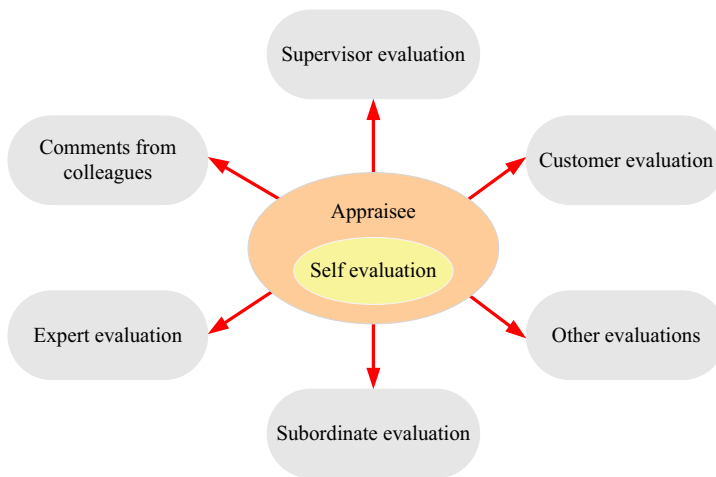 Supervisor evaluation
Comments from
colleagues
Customer evaluation
Appraisee
Self evaluation
Expert evaluation
Other evaluations
Subordinate evaluation